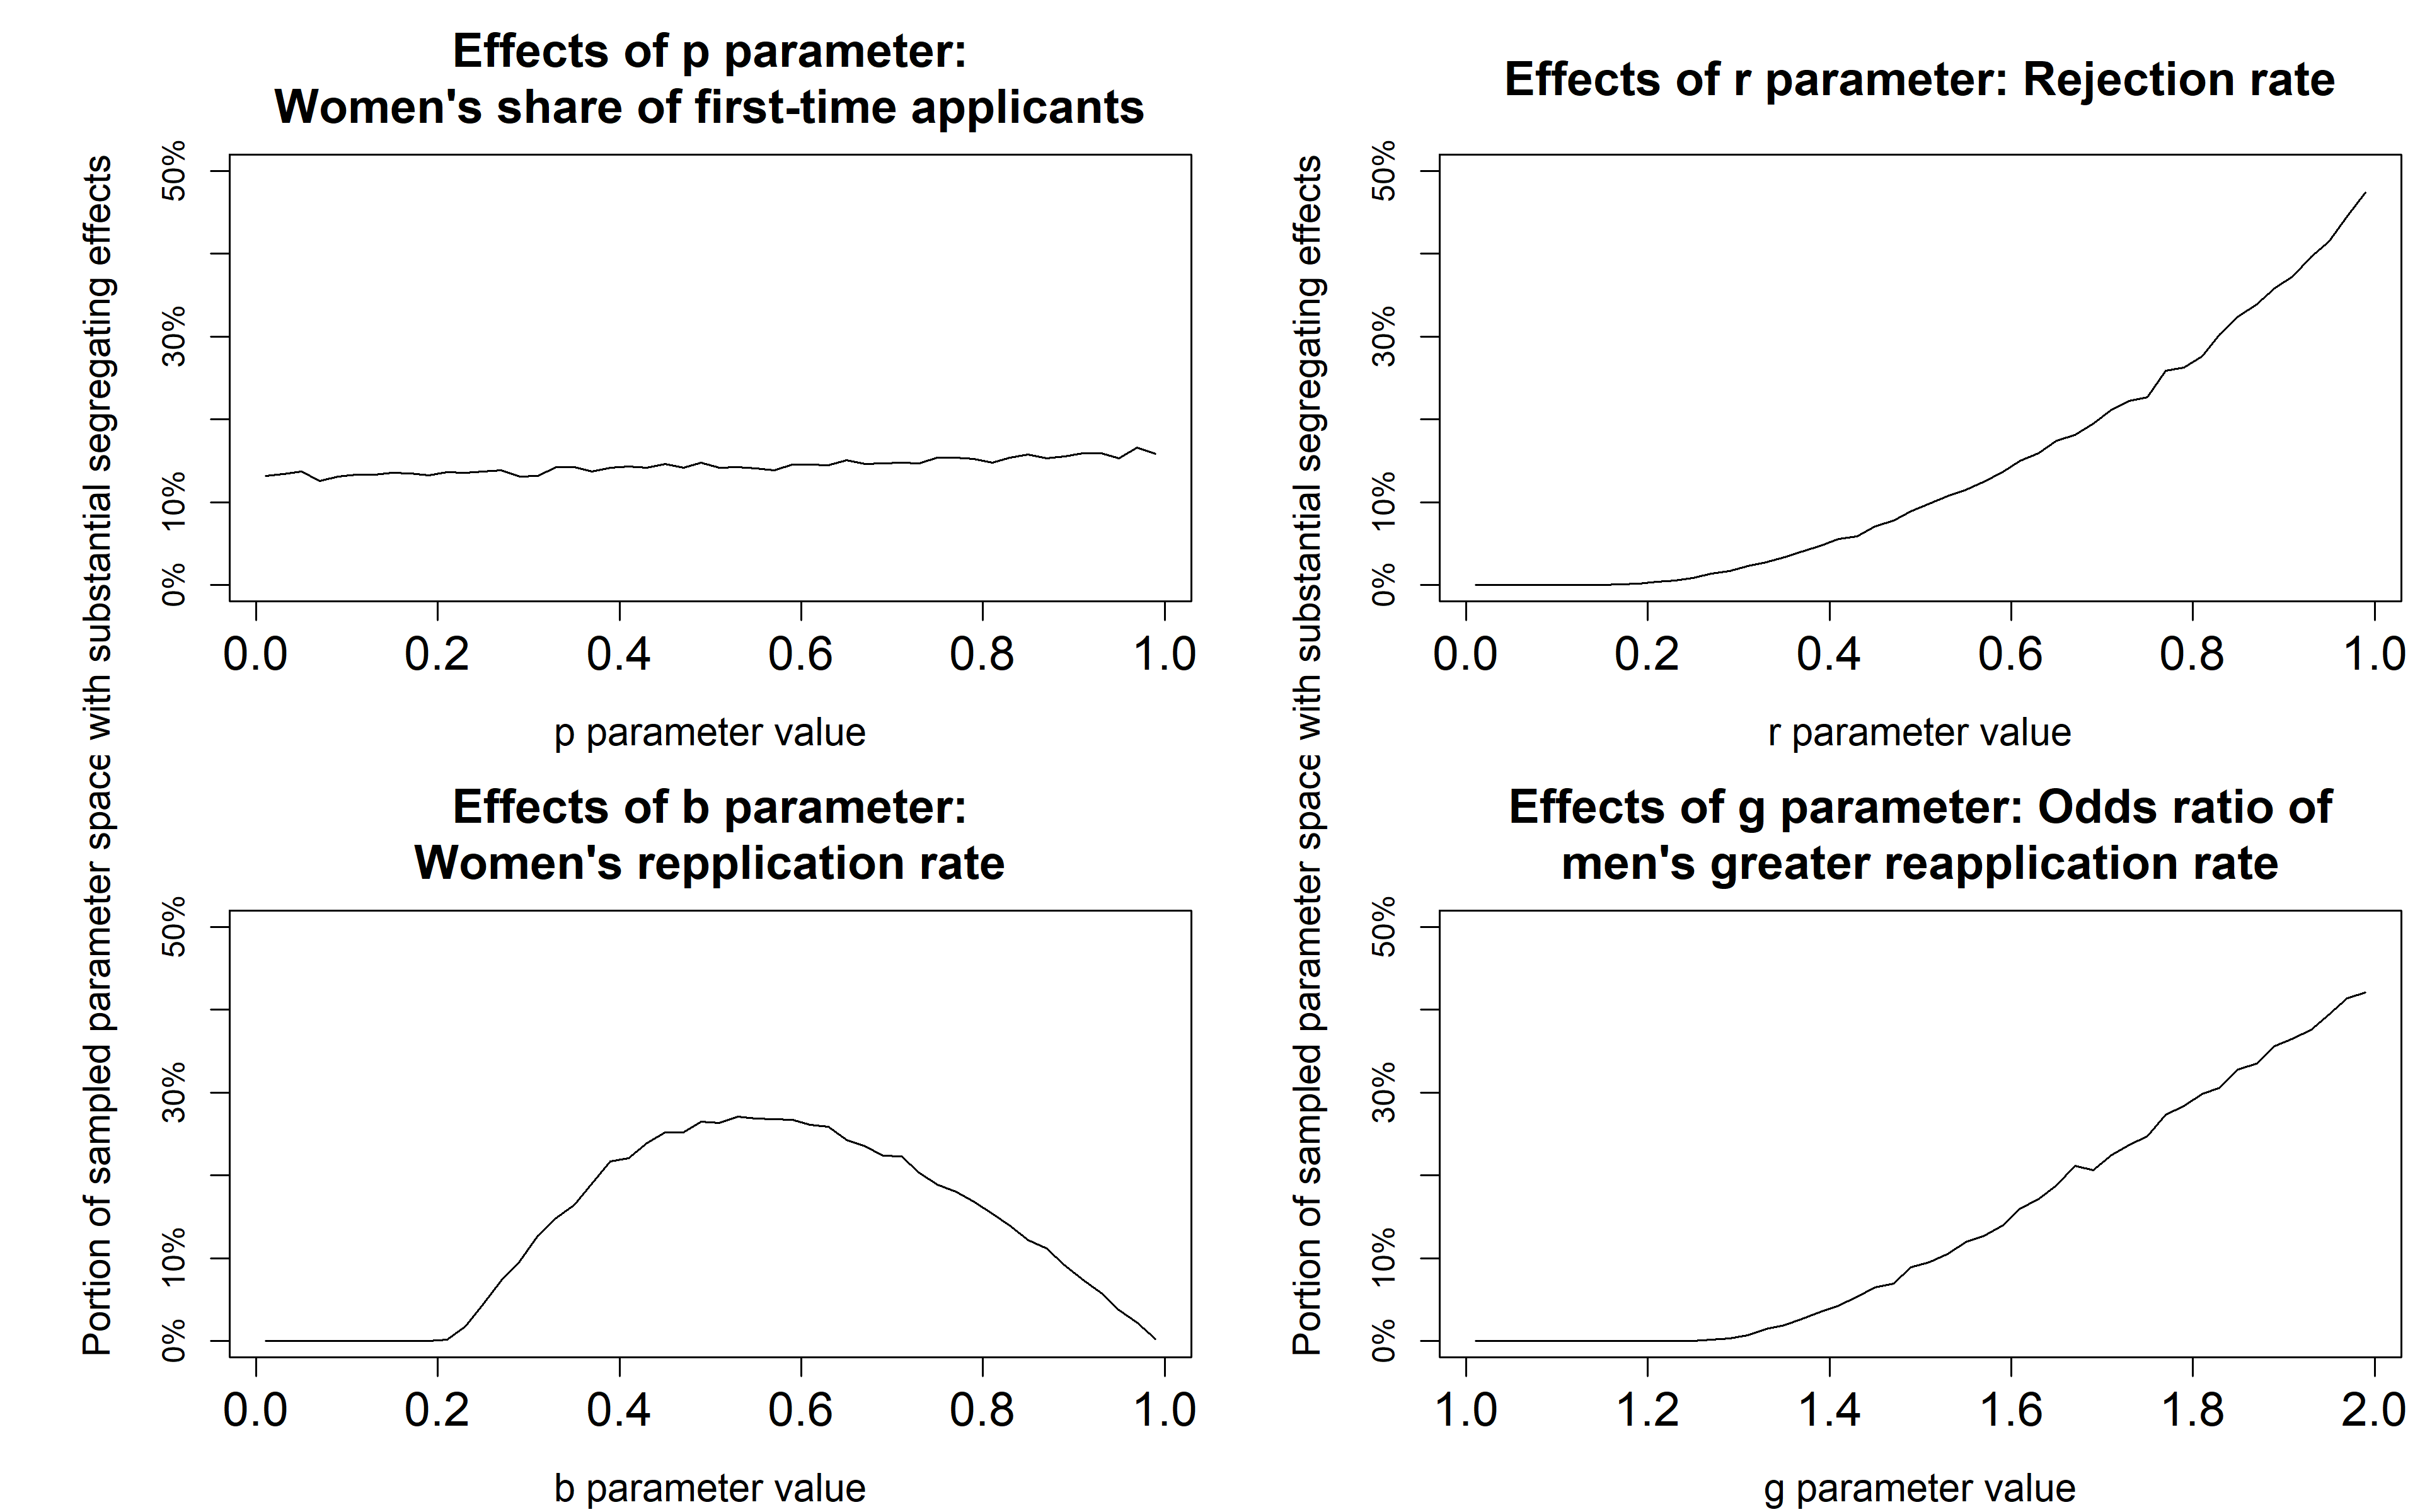 Effects of p parameter:
Women's share of first-time applicants
Portion of sampled parameter space with substantial segregating effects
50%
30%
10%
0%
0.0 0.2 0.4 0.6 0.8 1.0
p parameter value
Effects of r parameter: Rejection rate
Portion of sampled parameter space with substantial segregating effects
50%
30%
10%
0%
0.0 0.2 0.4 0.6 0.8 1.0
r parameter value
Effects of b parameter:
Women's repplication rate
50%
30%
10%
0%
0.0 0.2 0.4 0.6 0.8 1.0
b parameter value
Effects of g parameter: Odds ratio of
men's greater reapplication rate
50%
30%
10%
0%
1.0 1.2 1.4 1.6 1.8 2.0
g parameter value